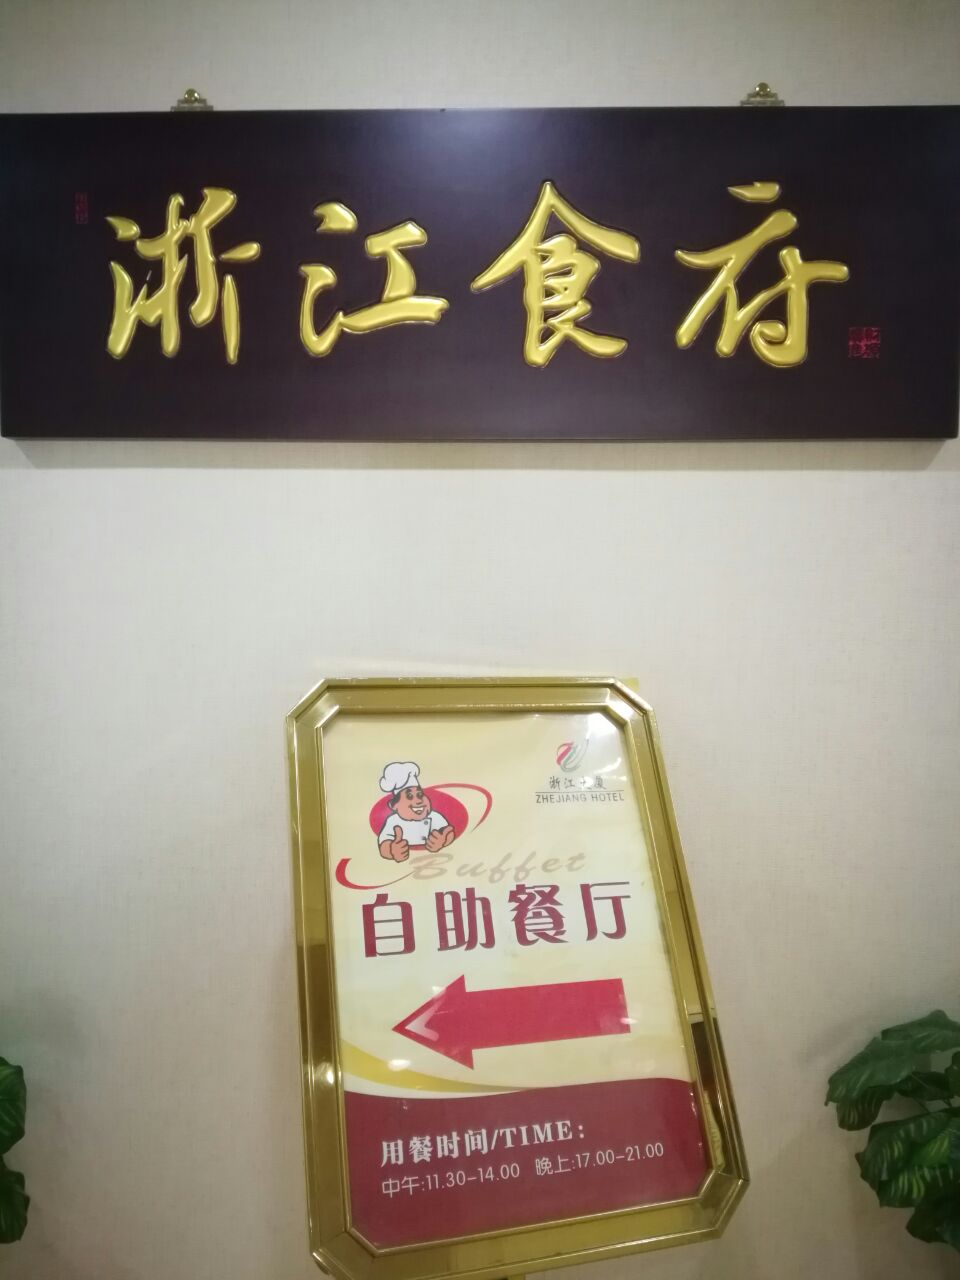 浙江食府
浙江大厦
ZHEJIANG HOTEL
Buffet
自助餐厅
用餐时间/TIME:
中午:11.30-14.00 晚上:17.00-21.00